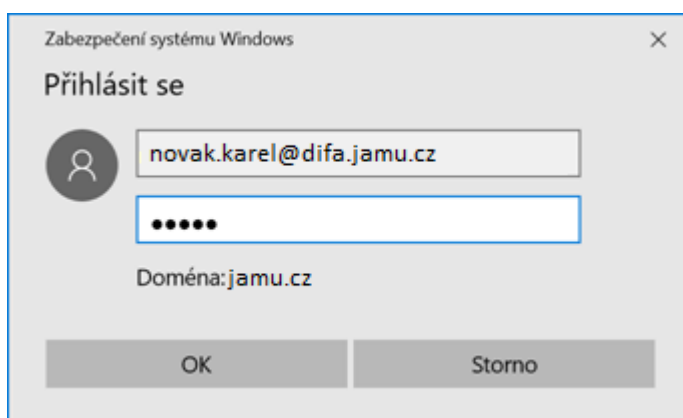 Zabezpečení systému Windows
Přihlásit se
novak.karel@difa.jamu.cz
•••••
Doména:jamu.cz
OK
Storno